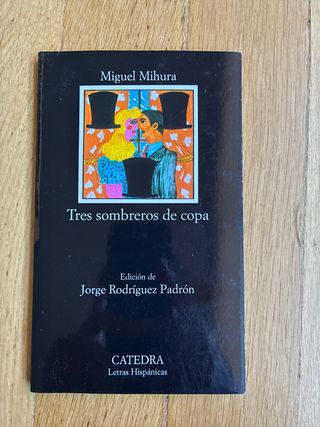 Miguel Mihura
Tres sombreros de copa
Edición de
Jorge Rodríguez Padrón
CATEDRA
Letras Hispánicas